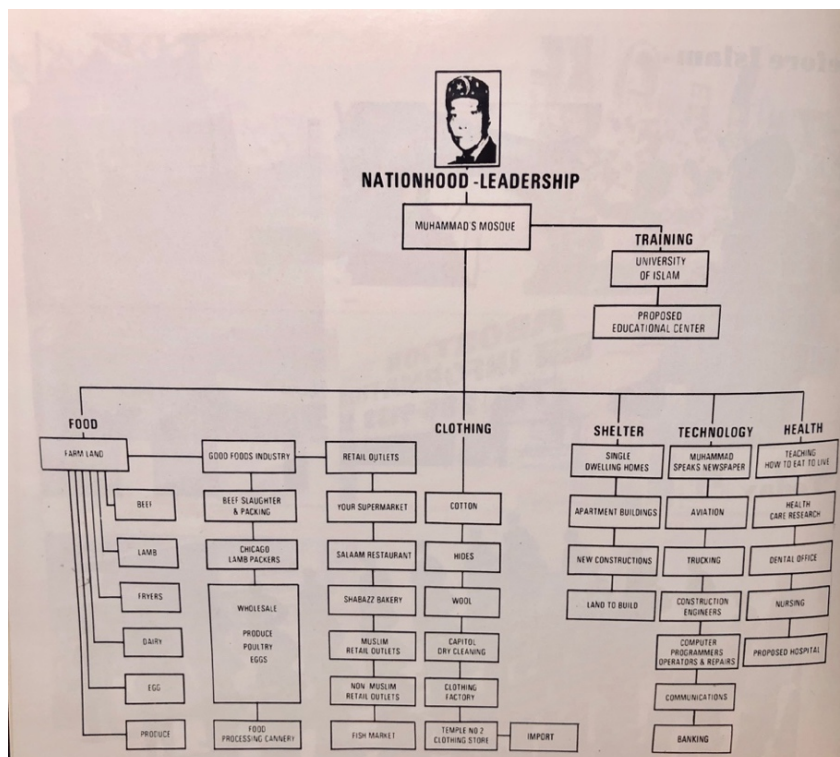 NATIONHOOD-LEADERSHIP
MUHAMMAD'S MOSQUE
TRAINING
UNIVERSITY
OF ISLAM
PROPOSED
EDUCATIONAL CENTER
FOOD
FARM LAND
BEEF
LAMB
FRYERS
DAIRY
EGG
PRODUCE
GOOD FOODS INDUSTRY
BEEF SLAUGHTER
& PACKING
CHICAGO
LAMB PACKERS
WHOLESALE
PRODUCE
POULTRY
EGGS
FOOD
PROCESSING CANNERY
RETAIL OUTLETS
YOUR SUPERMARKET
SALAAM RESTAURANT
SHABAZZ BAKERY
MUSLIM
RETAIL OUTLETS
NON MUSLIM
RETAIL OUTLETS
FISH MARKET
CLOTHING
COTTON
HIDES
WOOL
CAPITOL
DRY CLEANING
CLOTHING
FACTORY
TEMPLE NO 2
CLOTHING STORE
IMPORT
SHELTER
SINGLE
DWELLING HOMES
APARTMENT BUILDINGS
NEW CONSTRUCTIONS
LAND TO BUILD
TECHNOLOGY
MUHAMMAD
SPEAKS NEWSPAPER
AVIATION
TRUCKING
CONSTRUCTION
ENGINEERS
COMPUTER
PROGRAMMERS
OPERATORS & REPAIRS
COMMUNICATIONS
BANKING
HEALTH
TEACHING
HOW TO EAT TO LIVE
HEALTH
CARE RESEARCH
DENTAL OFFICE
NURSING
PROPOSED HOSPITAL